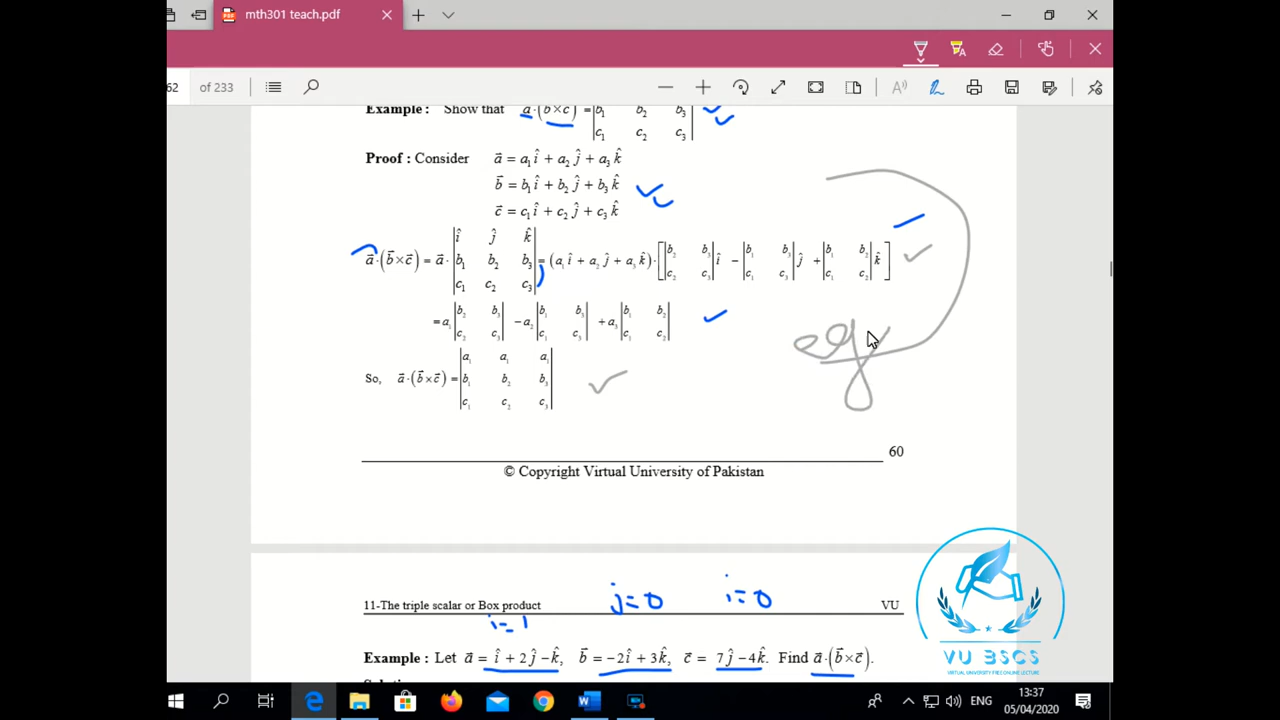 mth301 teach.pdf
62 of 233
Example : Show that a·(b×c) = |b₁ b₂ b₃|
c₁ c₂ c₃
Proof : Consider a⃗ = a₁î + a₂ĵ + a₃k̂
b⃗ = b₁î + b₂ĵ + b₃k̂
c⃗ = c₁î + c₂ĵ + c₃k̂
î ĵ k̂
a⃗·(b⃗×c⃗) = a⃗· |b₁ b₂ b₃| = (a₁î + a₂ĵ + a₃k̂)· [|b₂ b₃; c₂ c₃| î − |b₁ b₃; c₁ c₃| ĵ + |b₁ b₂; c₁ c₂| k̂]
c₁ c₂ c₃
= a₁ |b₂ b₃; c₂ c₃| − a₂ |b₁ b₃; c₁ c₃| + a₃ |b₁ b₂; c₁ c₂|
eg
a₁ a₁ a₁
So, a⃗·(b⃗×c⃗) = |b₁ b₂ b₃|
c₁ c₂ c₃
60
© Copyright Virtual University of Pakistan
j=0 i=0
11-The triple scalar or Box product VU
i=1
Example : Let a⃗ = î + 2ĵ − k̂, b⃗ = −2î + 3k̂, c⃗ = 7ĵ − 4k̂. Find a⃗·(b⃗×c⃗).
VU BSCS
VIRTUAL UNIVERSITY FREE ONLINE LECTURE
ENG
13:37
05/04/2020